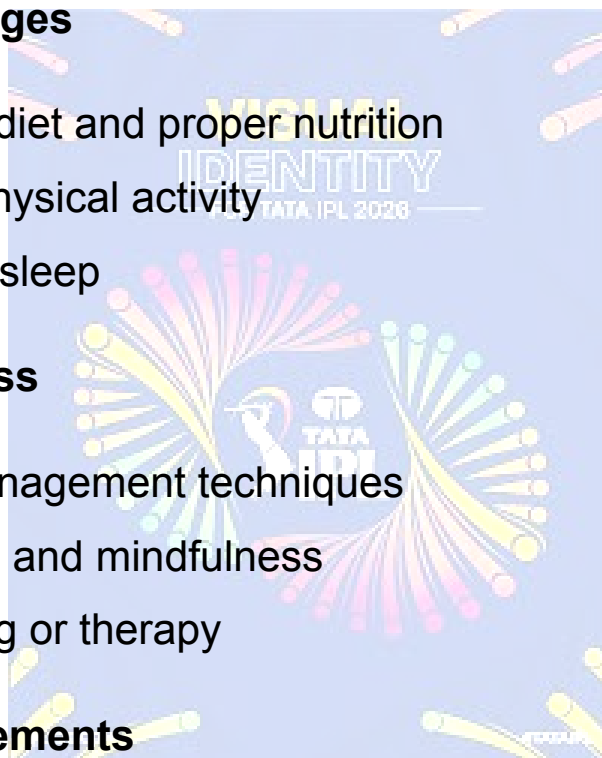 ges
diet and proper nutrition
VISUAL
IDENTITY
hysical activity
FOR TATA IPL 2026
sleep
ss
TATA
IPL
nagement techniques
and mindfulness
g or therapy
ements